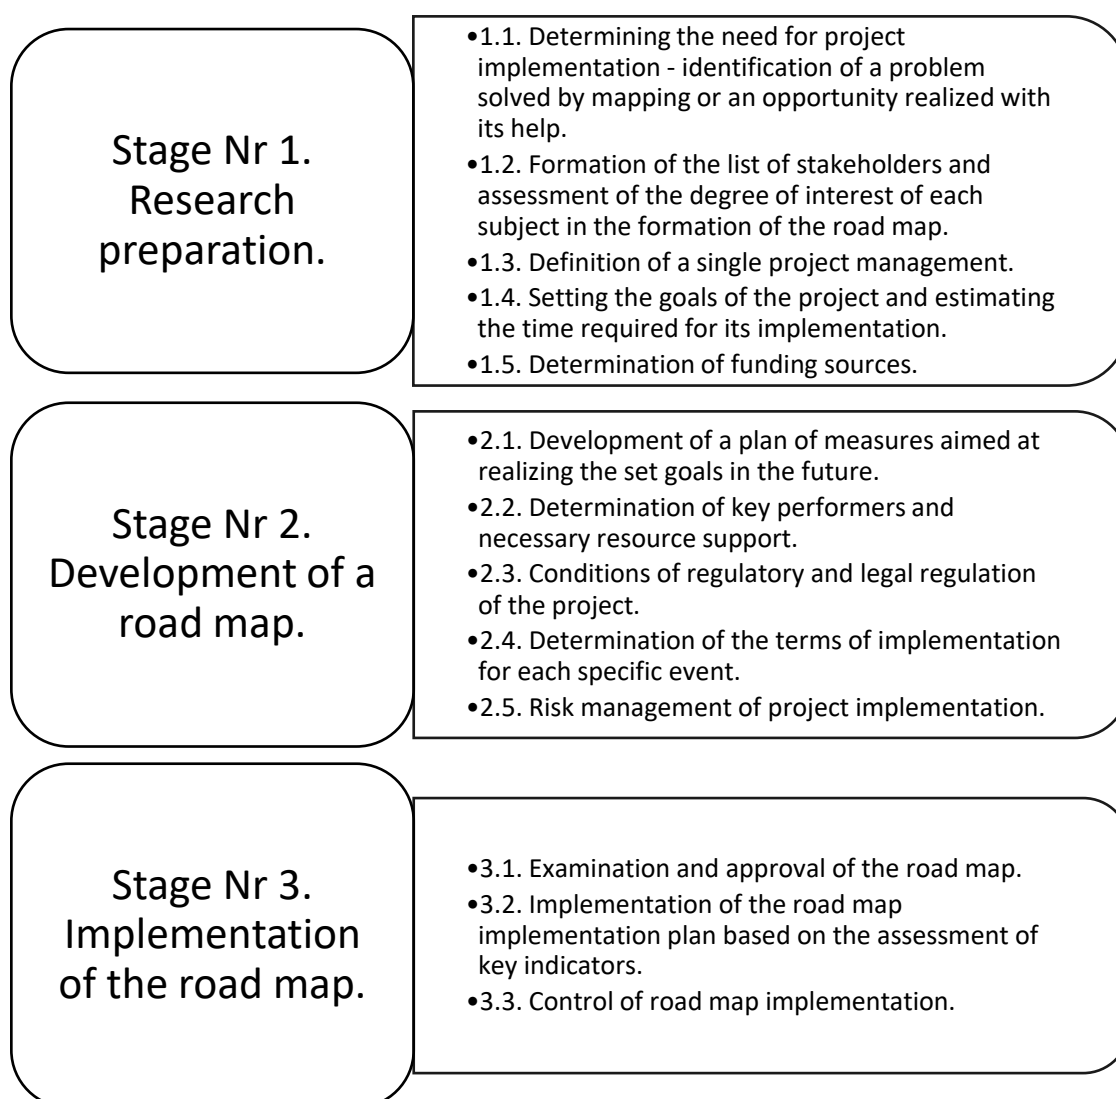 Stage Nr 1.
Research
preparation.
•1.1. Determining the need for project
implementation - identification of a problem
solved by mapping or an opportunity realized with
its help.
•1.2. Formation of the list of stakeholders and
assessment of the degree of interest of each
subject in the formation of the road map.
•1.3. Definition of a single project management.
•1.4. Setting the goals of the project and estimating
the time required for its implementation.
•1.5. Determination of funding sources.
Stage Nr 2.
Development of a
road map.
•2.1. Development of a plan of measures aimed at
realizing the set goals in the future.
•2.2. Determination of key performers and
necessary resource support.
•2.3. Conditions of regulatory and legal regulation
of the project.
•2.4. Determination of the terms of implementation
for each specific event.
•2.5. Risk management of project implementation.
Stage Nr 3.
Implementation
of the road map.
•3.1. Examination and approval of the road map.
•3.2. Implementation of the road map
implementation plan based on the assessment of
key indicators.
•3.3. Control of road map implementation.